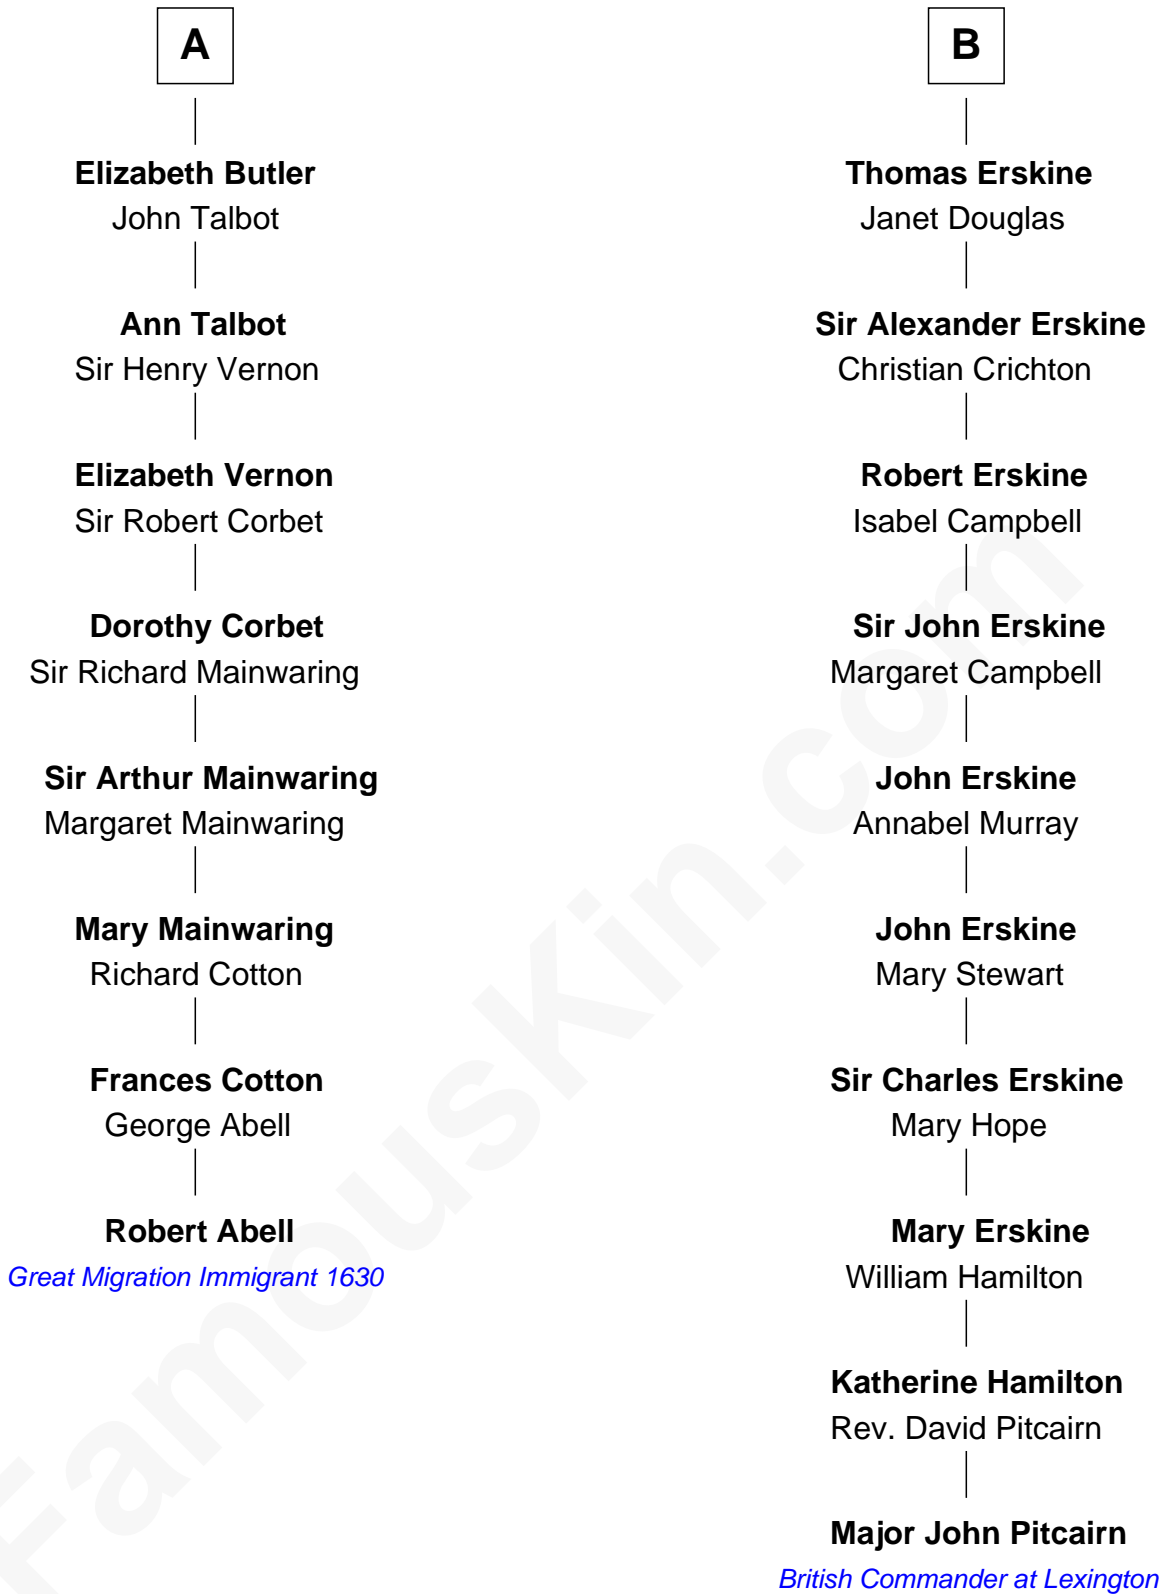 A
Elizabeth Butler
John Talbot
Ann Talbot
Sir Henry Vernon
Elizabeth Vernon
Sir Robert Corbet
Dorothy Corbet
Sir Richard Mainwaring
Sir Arthur Mainwaring
Margaret Mainwaring
Mary Mainwaring
Richard Cotton
Frances Cotton
George Abell
Robert Abell
Great Migration Immigrant 1630
B
Thomas Erskine
Janet Douglas
Sir Alexander Erskine
Christian Crichton
Robert Erskine
Isabel Campbell
Sir John Erskine
Margaret Campbell
John Erskine
Annabel Murray
John Erskine
Mary Stewart
Sir Charles Erskine
Mary Hope
Mary Erskine
William Hamilton
Katherine Hamilton
Rev. David Pitcairn
Major John Pitcairn
British Commander at Lexington
FamousKin.com